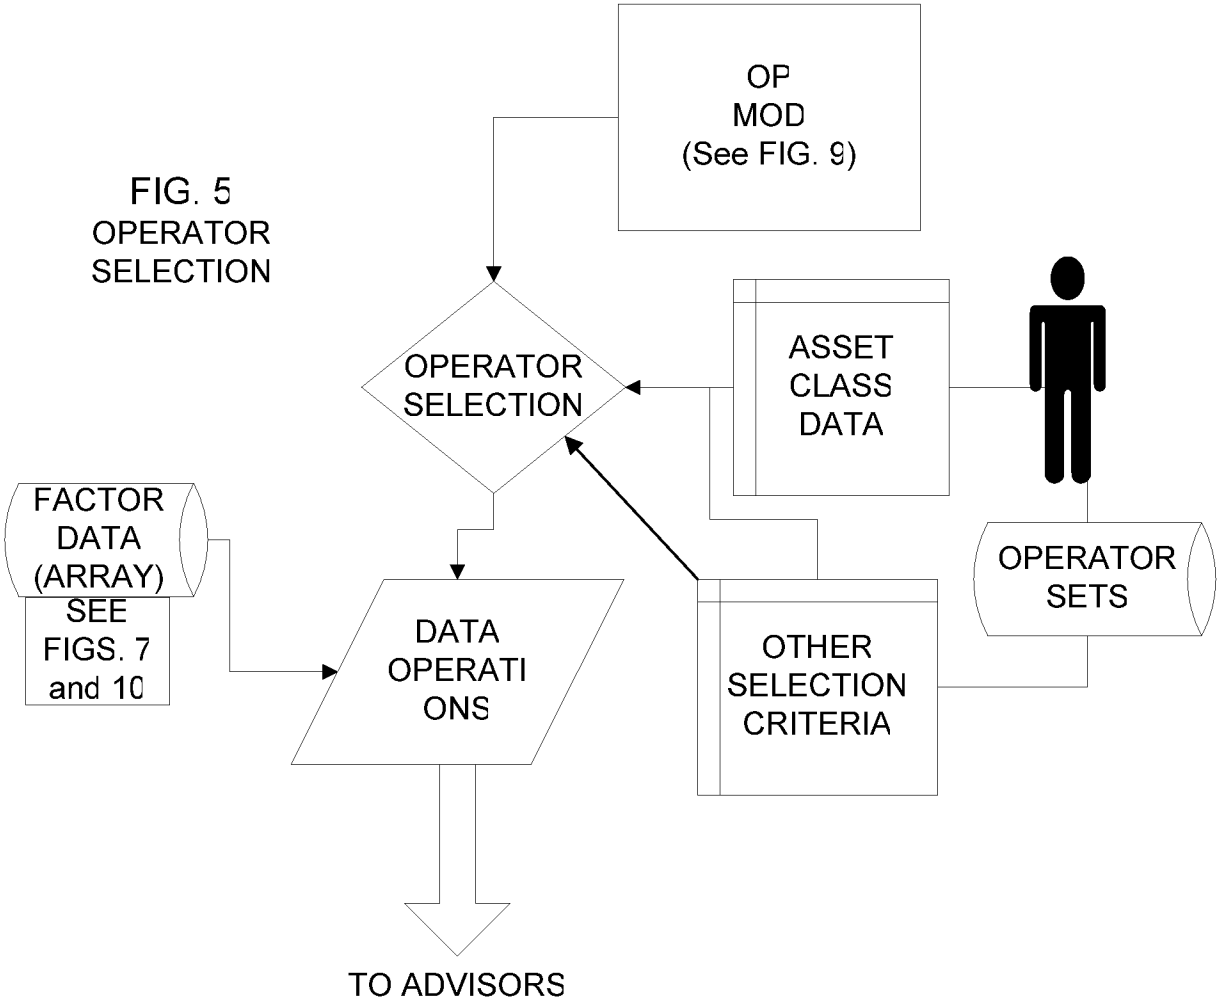 OP
MOD
(See FIG. 9)
FIG. 5
OPERATOR
SELECTION
OPERATOR
SELECTION
ASSET
CLASS
DATA
FACTOR
DATA
(ARRAY)
SEE
FIGS. 7
and 10
OPERATOR
SETS
DATA
OPERATI
ONS
OTHER
SELECTION
CRITERIA
TO ADVISORS